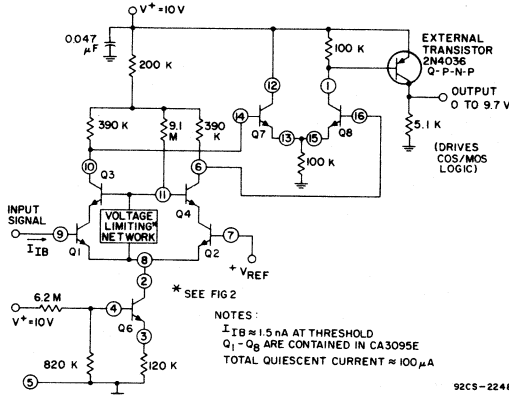 V+=10V
0.047
μF
200 K
100 K
EXTERNAL
TRANSISTOR
2N4036
Q-P-N-P
12
1
OUTPUT
0 TO 9.7 V
390 K
9.1
M
390
K
14
Q7
13
15
Q8
16
5.1 K
100 K
(DRIVES
COS/MOS
LOGIC)
10
Q3
11
6
Q4
INPUT
SIGNAL
IIB
9
Q1
VOLTAGE
LIMITING*
NETWORK
8
Q2
7
+VREF
2
* SEE FIG 2
6.2 M
V+=10V
4
Q6
3
820 K
120 K
5
NOTES:
IIB ≈ 1.5 nA AT THRESHOLD
Q1 - Q8 ARE CONTAINED IN CA3095E
TOTAL QUIESCENT CURRENT ≈ 100 μA